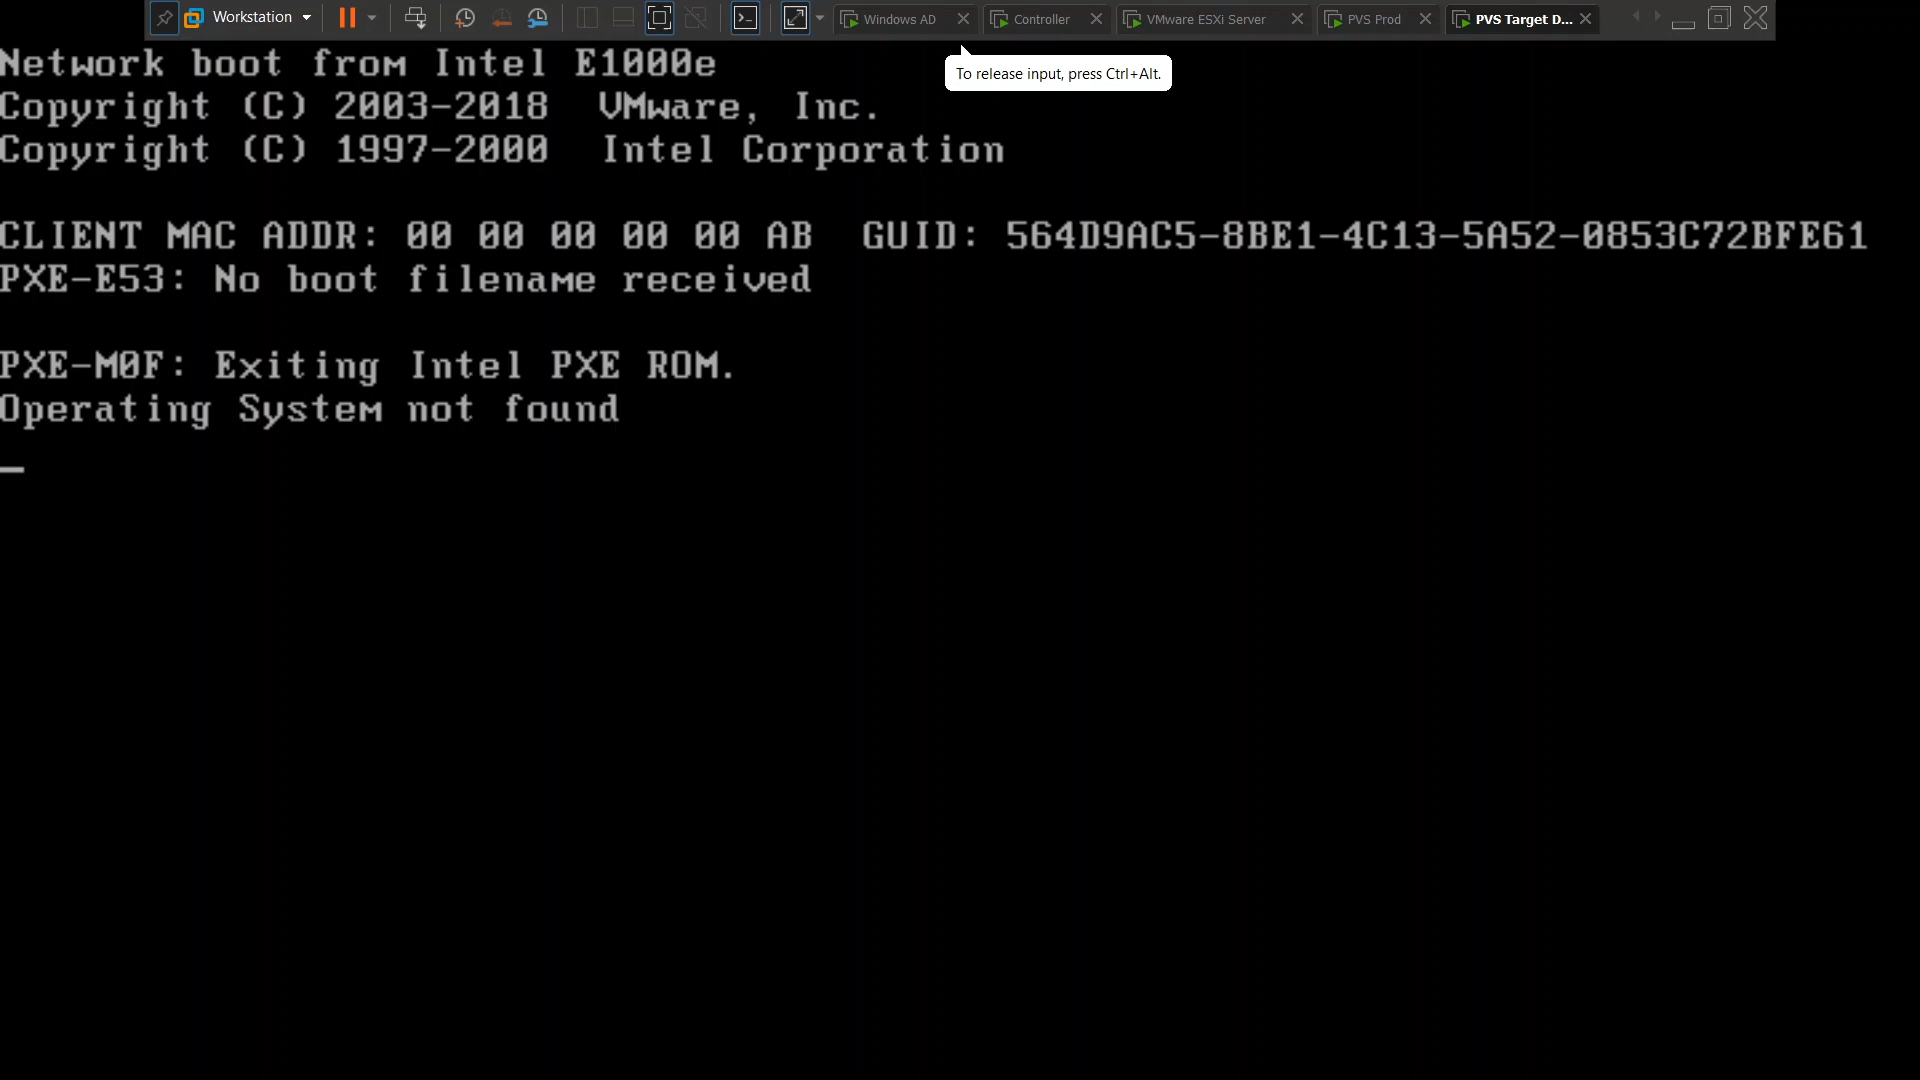 Workstation
Windows AD
Controller
VMware ESXi Server
PVS Prod
PVS Target D...
To release input, press Ctrl+Alt.
Network boot from Intel E1000e
Copyright (C) 2003-2018  VMware, Inc.
Copyright (C) 1997-2000  Intel Corporation
CLIENT MAC ADDR: 00 00 00 00 00 AB  GUID: 564D9AC5-8BE1-4C13-5A52-0853C72BFE61
PXE-E53: No boot filename received
PXE-M0F: Exiting Intel PXE ROM.
Operating System not found